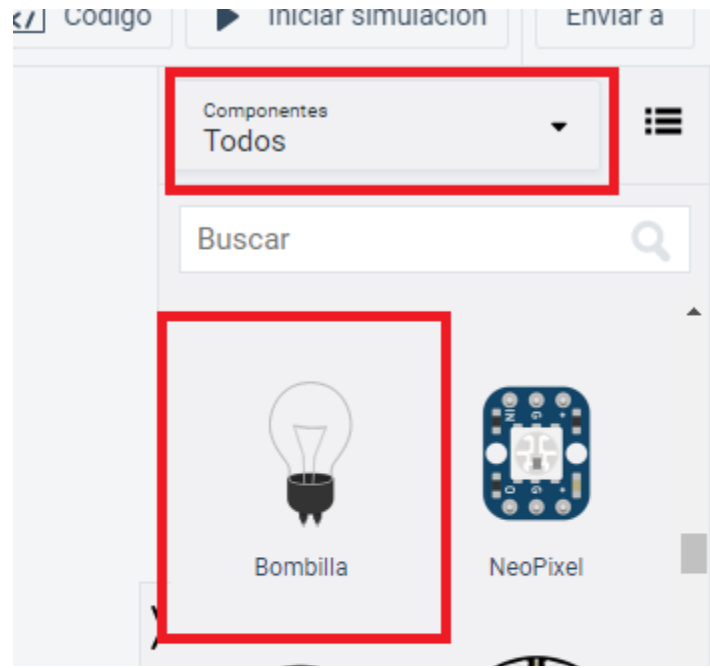 </> Código
Iniciar simulación
Enviar a
Componentes
Todos
Buscar
Bombilla
NeoPixel